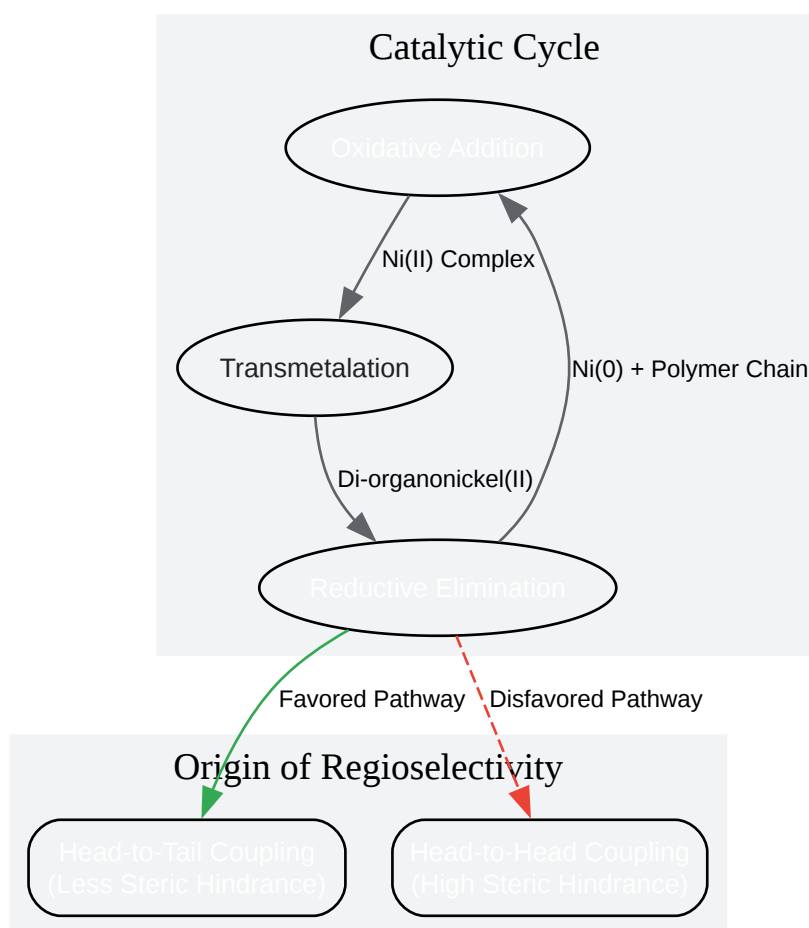 Catalytic Cycle
Oxidative Addition
Ni(II) Complex
Transmetalation
Ni(0) + Polymer Chain
Di-organonickel(II)
Reductive Elimination
Favored Pathway
Disfavored Pathway
Origin of Regioselectivity
Head-to-Tail Coupling
(Less Steric Hindrance)
Head-to-Head Coupling
(High Steric Hindrance)